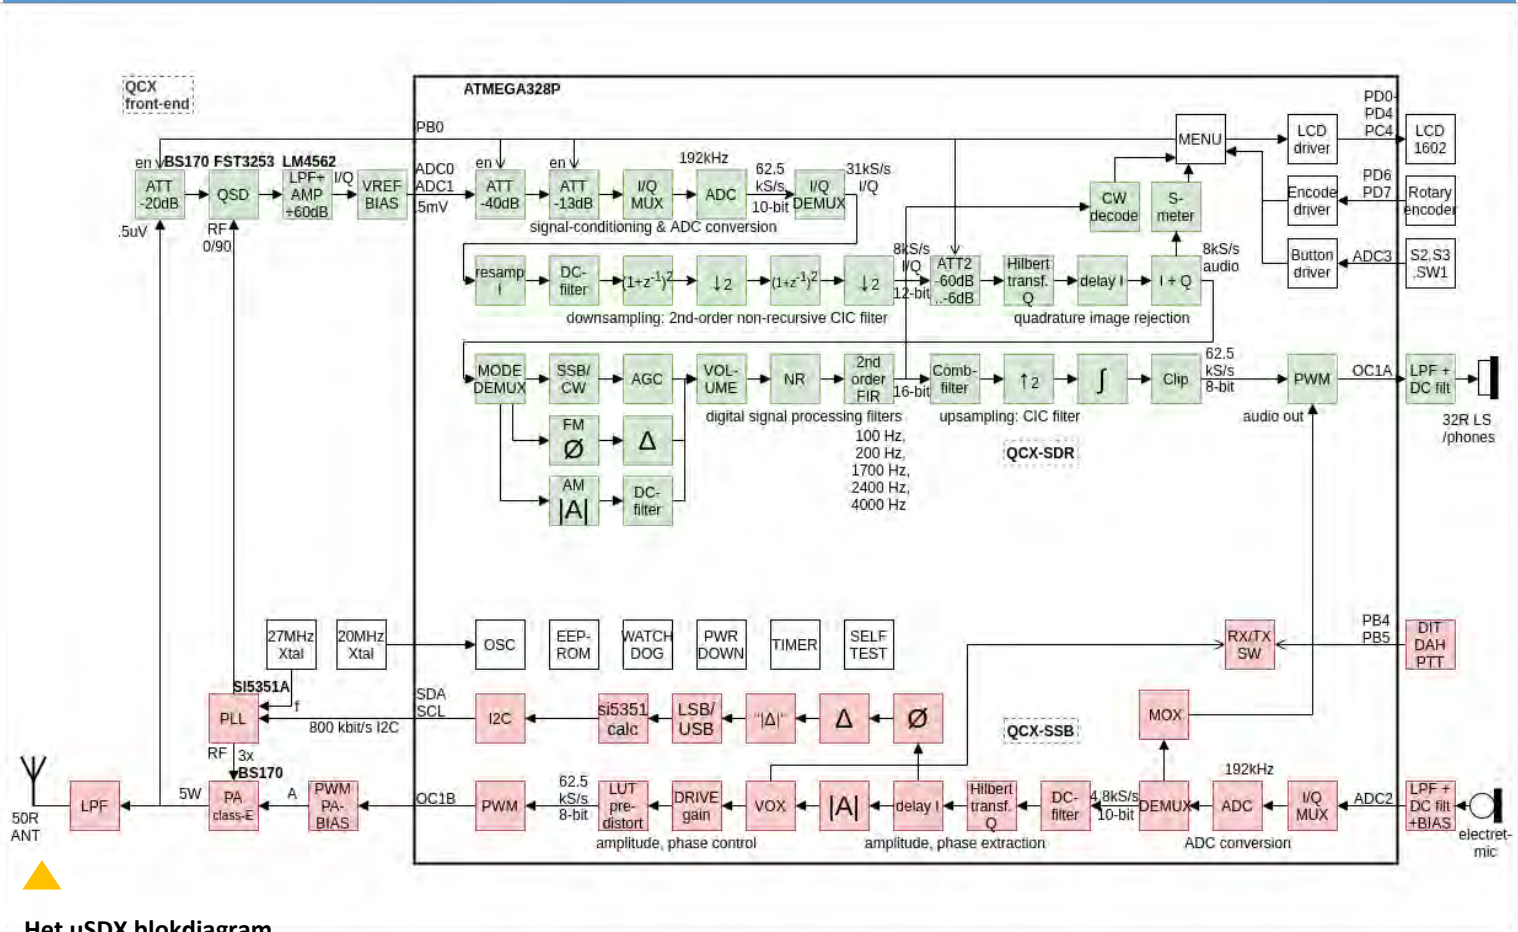 QCX
front-end
ATMEGA328P
PB0
PD0-
PD4
PC4
MENU
LCD
driver
LCD
1602
en
BS170 FST3253 LM4562
ATT
-20dB
QSD
LPF+
AMP
+60dB
I/Q
VREF
BIAS
ADC0
ADC1
.5mV
en
ATT
-40dB
en
ATT
-13dB
I/Q
MUX
192kHz
ADC
62.5
kS/s
10-bit
I/Q
DEMUX
31kS/s
I/Q
signal-conditioning & ADC conversion
CW
decode
S-
meter
Encode
driver
PD6
PD7
Rotary
encoder
.5uV
RF
0/90
resamp
l
DC-
filter
(1+z⁻¹)²
↓2
(1+z⁻¹)²
↓2
8kS/s
I/Q
12-bit
ATT2
-60dB
..-6dB
Hilbert
transf.
Q
delay I
I + Q
8kS/s
audio
Button
driver
ADC3
S2,S3
,SW1
downsampling: 2nd-order non-recursive CIC filter
quadrature image rejection
MODE
DEMUX
SSB/
CW
AGC
VOL-
UME
NR
2nd
order
FIR
16-bit
Comb-
filter
↑2
∫
Clip
62.5
kS/s
8-bit
PWM
OC1A
LPF +
DC filt
audio out
32R LS
/phones
digital signal processing filters
100 Hz,
200 Hz,
1700 Hz,
2400 Hz,
4000 Hz
upsampling: CIC filter
QCX-SDR
FM
Ø
Δ
AM
|A|
DC-
filter
27MHz
Xtal
20MHz
Xtal
OSC
EEP-
ROM
WATCH
DOG
PWR
DOWN
TIMER
SELF
TEST
RX/TX
SW
PB4
PB5
DIT
DAH
PTT
SI5351A
PLL
f
800 kbit/s I2C
SDA
SCL
I2C
si5351
calc
LSB/
USB
"|Δ|"
Δ
Ø
QCX-SSB
MOX
RF
3x
BS170
50R
ANT
LPF
5W
PA
class-E
A
PWM
PA-
BIAS
OC1B
PWM
62.5
kS/s
8-bit
LUT
pre-
distort
DRIVE
gain
VOX
|A|
delay I
Hilbert
transf.
Q
DC-
filter
4.8kS/s
10-bit
DEMUX
192kHz
ADC
I/Q
MUX
ADC2
LPF +
DC filt
+BIAS
electret-
mic
amplitude, phase control
amplitude, phase extraction
ADC conversion
Het uSDX blokdiagram